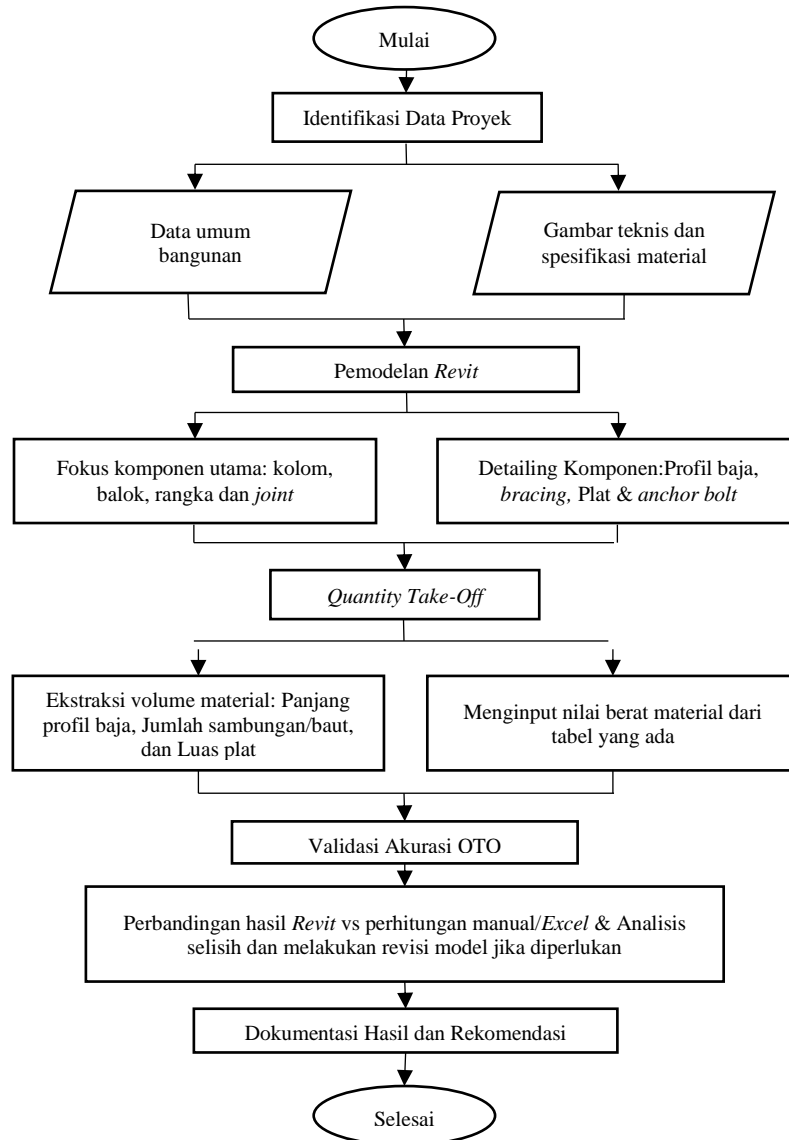 Mulai
Identifikasi Data Proyek
Data umum
bangunan
Gambar teknis dan
spesifikasi material
Pemodelan Revit
Fokus komponen utama: kolom,
balok, rangka dan joint
Detailing Komponen:Profil baja,
bracing, Plat & anchor bolt
Quantity Take-Off
Ekstraksi volume material: Panjang
profil baja, Jumlah sambungan/baut,
dan Luas plat
Menginput nilai berat material dari
tabel yang ada
Validasi Akurasi OTO
Perbandingan hasil Revit vs perhitungan manual/Excel & Analisis
selisih dan melakukan revisi model jika diperlukan
Dokumentasi Hasil dan Rekomendasi
Selesai